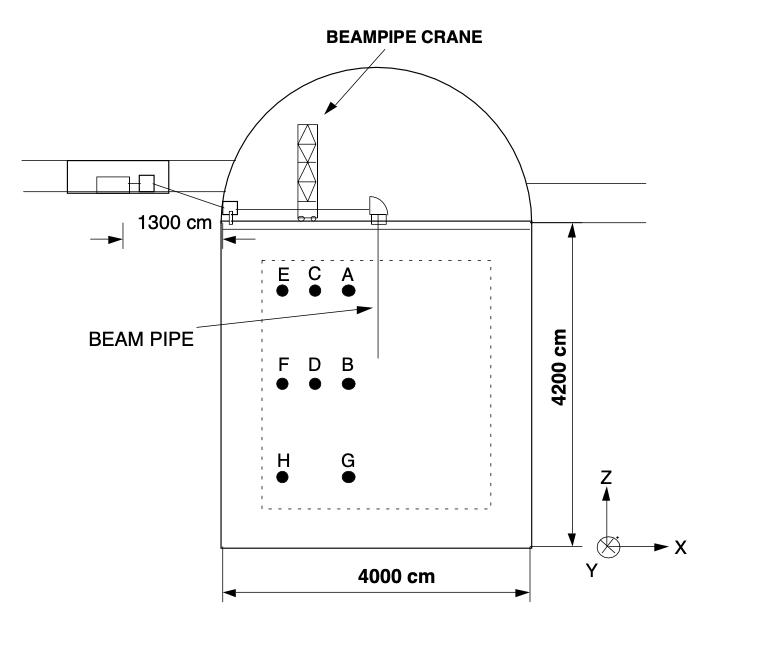 BEAMPIPE CRANE
1300 cm
E C A
BEAM PIPE
F D B
4200 cm
H G
Z
X
Y
4000 cm